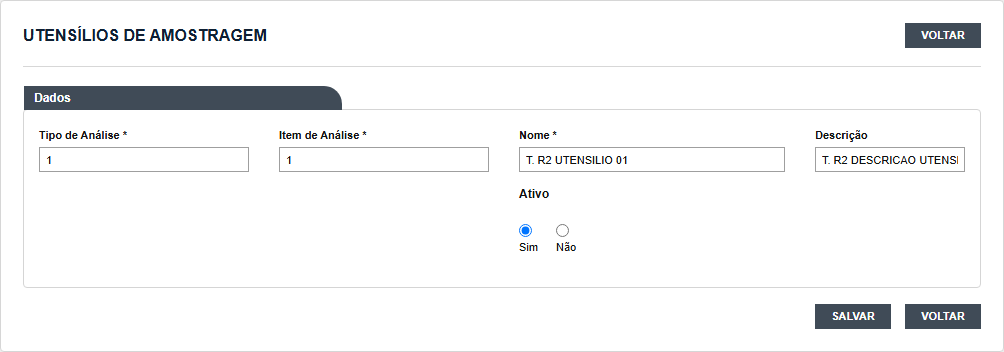 UTENSÍLIOS DE AMOSTRAGEM
VOLTAR
Dados
Tipo de Análise *
Item de Análise *
Nome *
Descrição
1
1
T. R2 UTENSILIO 01
T. R2 DESCRICAO UTENSI
Ativo
Sim
Não
SALVAR
VOLTAR